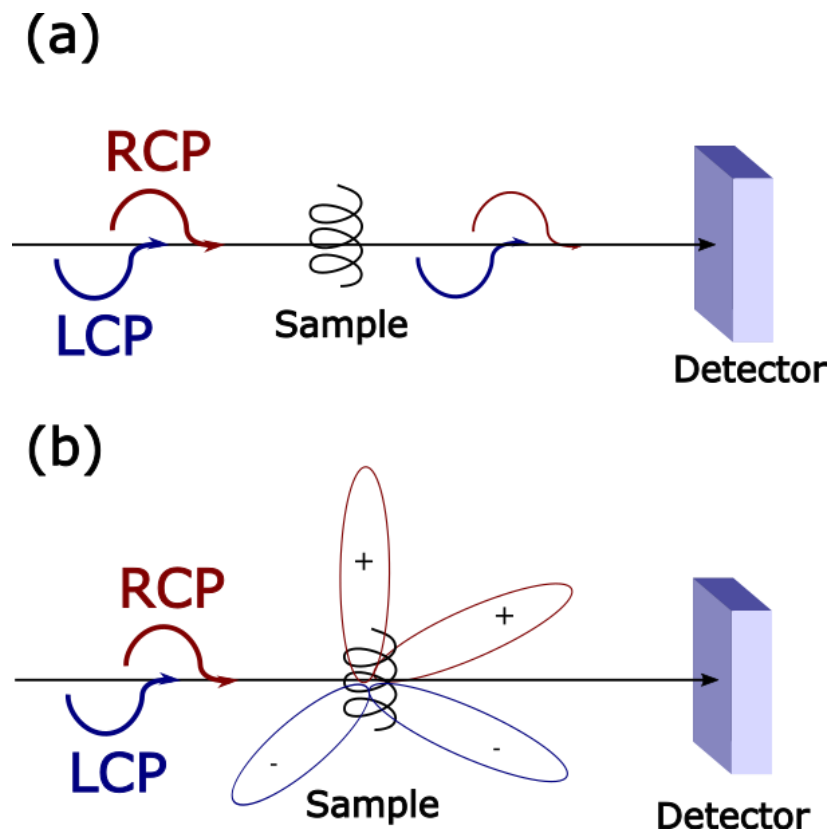 (a)
RCP
LCP
Sample
Detector
(b)
+
+
RCP
LCP
-
-
Sample
Detector